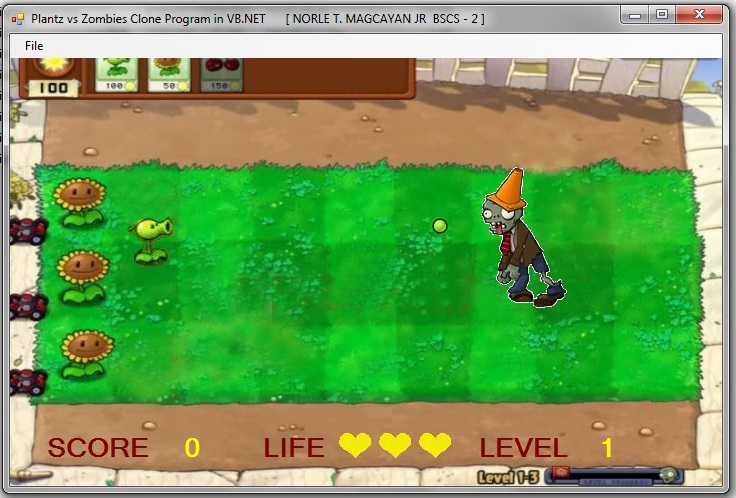 Plantz vs Zombies Clone Program in VB.NET [ NORLE T. MAGCAYAN JR BSCS - 2 ]
File
100 100 50 150
SCORE 0 LIFE LEVEL 1
Level 1-3